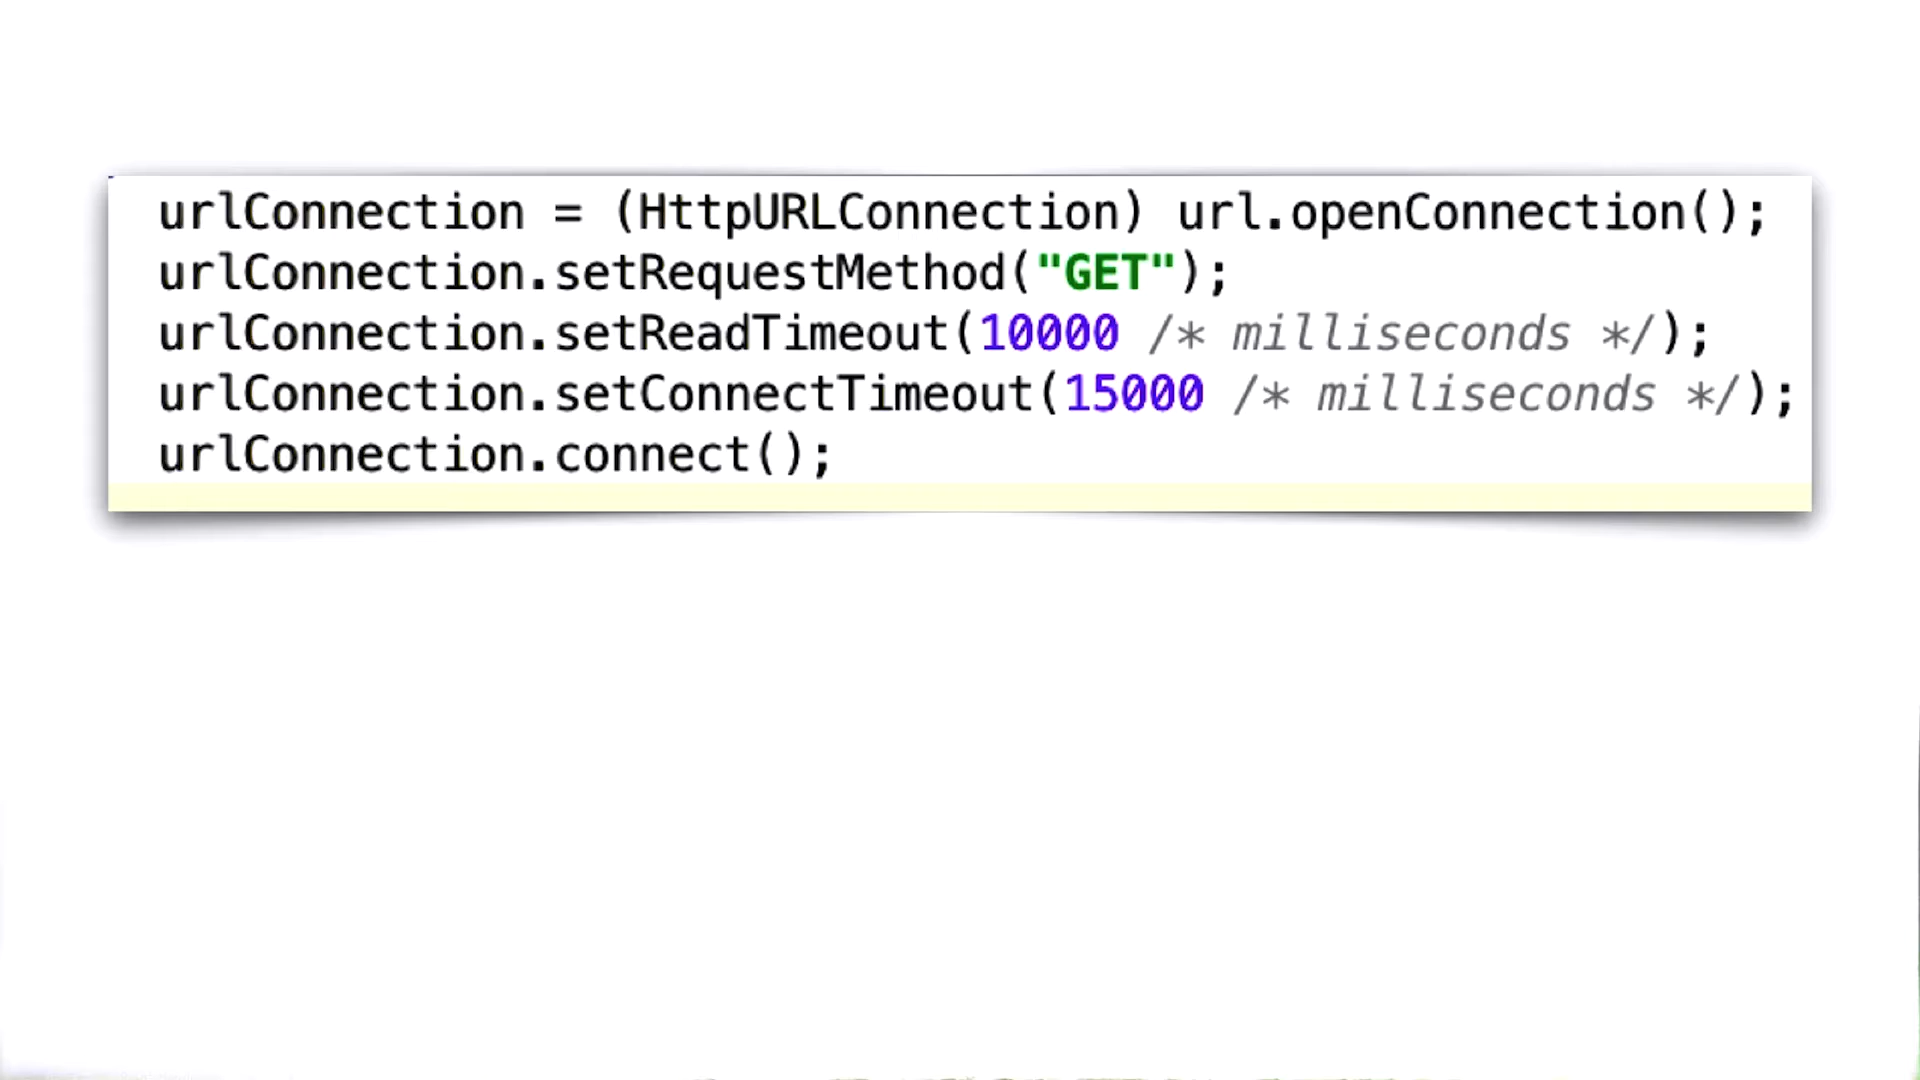 urlConnection = (HttpURLConnection) url.openConnection();
urlConnection.setRequestMethod("GET");
urlConnection.setReadTimeout(10000 /* milliseconds */);
urlConnection.setConnectTimeout(15000 /* milliseconds */);
urlConnection.connect();